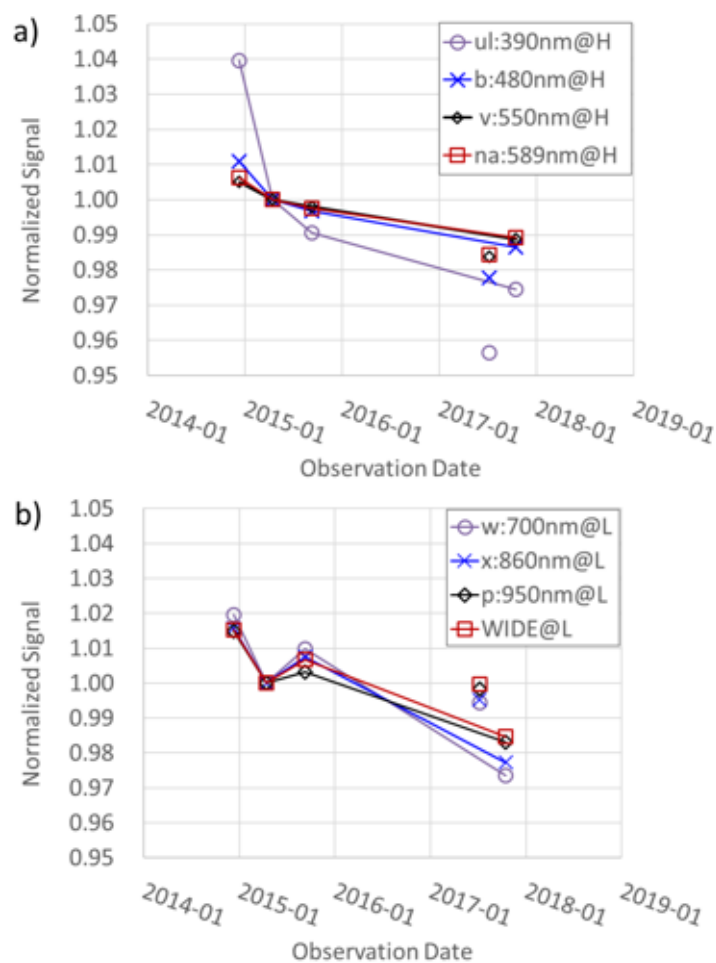 a)
1.05
1.04
1.03
1.02
1.01
1.00
0.99
0.98
0.97
0.96
0.95
Normalized Signal
ul:390nm@H
b:480nm@H
v:550nm@H
na:589nm@H
2014-01
2015-01
2016-01
2017-01
2018-01
2019-01
Observation Date
b)
1.05
1.04
1.03
1.02
1.01
1.00
0.99
0.98
0.97
0.96
0.95
Normalized Signal
w:700nm@L
x:860nm@L
p:950nm@L
WIDE@L
2014-01
2015-01
2016-01
2017-01
2018-01
2019-01
Observation Date